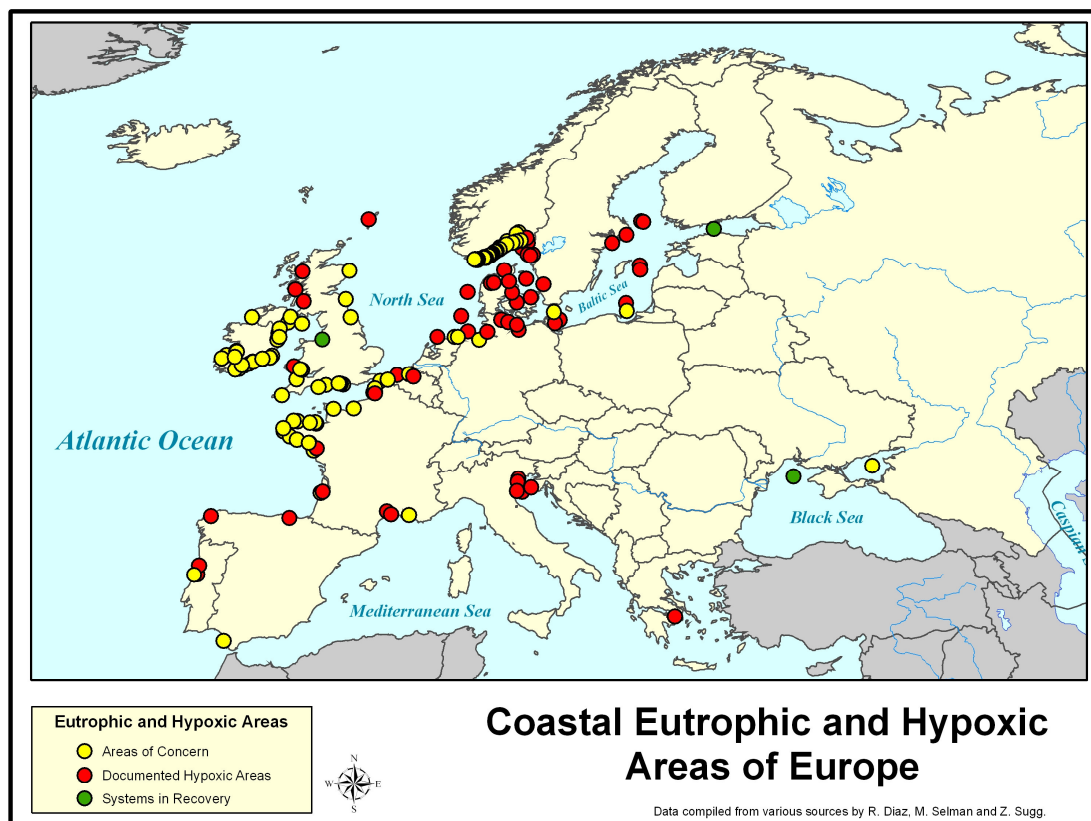 North Sea
Baltic Sea
Atlantic Ocean
Black Sea
Caspian
Mediterranean Sea
Eutrophic and Hypoxic Areas
Areas of Concern
Documented Hypoxic Areas
Systems in Recovery
N
W E
S
Coastal Eutrophic and Hypoxic
Areas of Europe
Data compiled from various sources by R. Diaz, M. Selman and Z. Sugg.